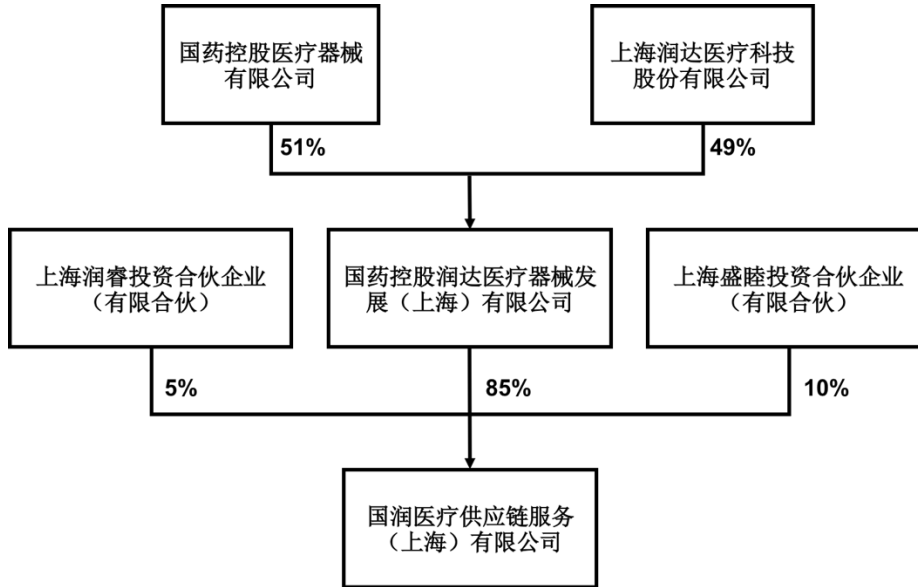 国药控股医疗器械
有限公司
上海润达医疗科技
股份有限公司
51%
49%
上海润睿投资合伙企业
（有限合伙）
国药控股润达医疗器械发
展（上海）有限公司
上海盛睦投资合伙企业
（有限合伙）
5%
85%
10%
国润医疗供应链服务
（上海）有限公司